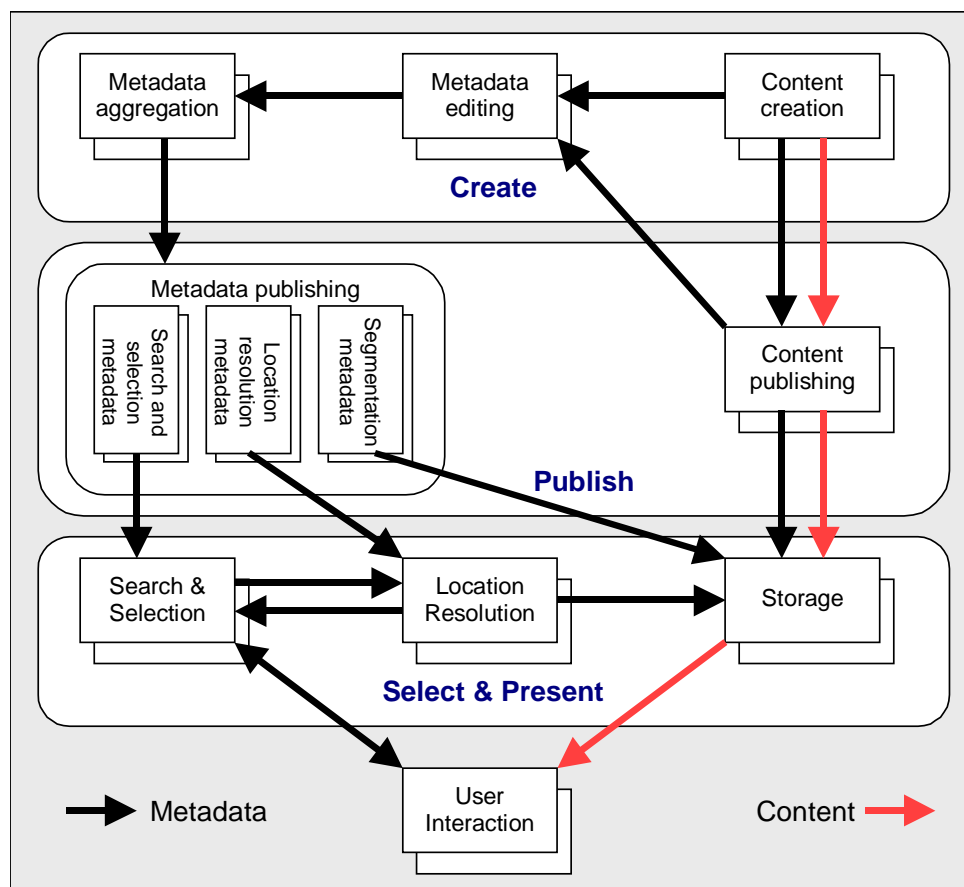 Metadata
aggregation
Metadata
editing
Content
creation
Create
Metadata publishing
Search and
selection
metadata
Location
resolution
metadata
Segmentation
metadata
Content
publishing
Publish
Search &
Selection
Location
Resolution
Storage
Select & Present
User
Interaction
Metadata
Content